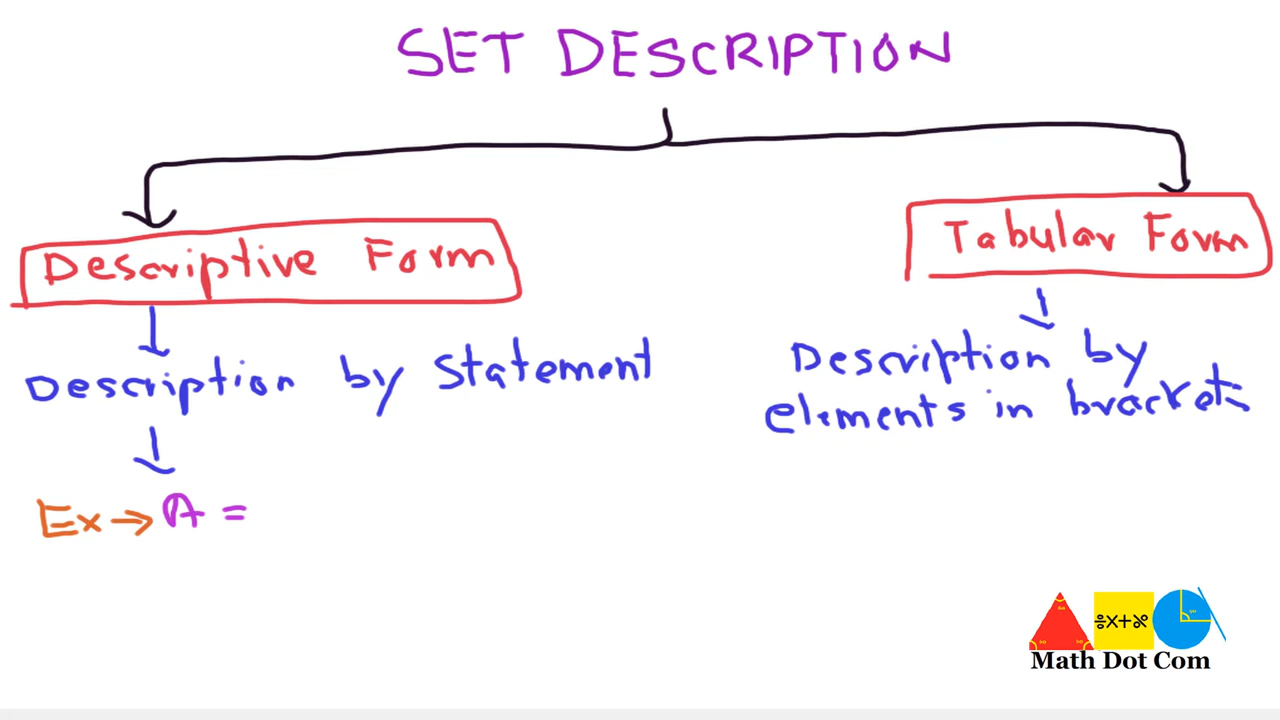 SET DESCRIPTION
Descriptive Form
Tabular Form
Description by Statement
Description by
elements in brackets
Ex → A =
÷x+
Math Dot Com